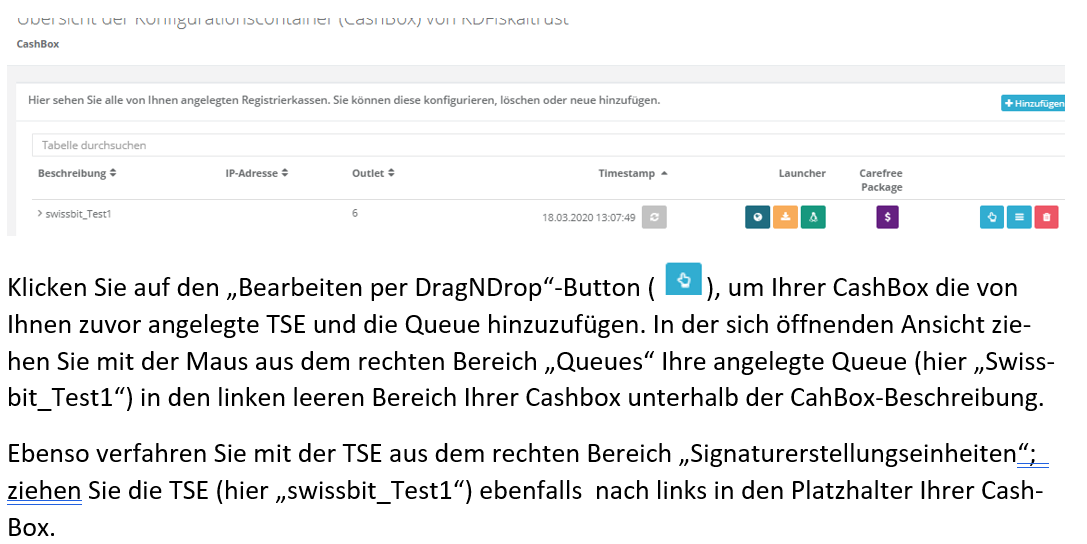 Übersicht der Konfigurationscontainer (CashBox) von KDFiskaltrust
CashBox
Hier sehen Sie alle von Ihnen angelegten Registrierkassen. Sie können diese konfigurieren, löschen oder neue hinzufügen.
Hinzufügen
Tabelle durchsuchen
Beschreibung IP-Adresse Outlet Timestamp Launcher Carefree
Package
swissbit_Test1 6 18.03.2020 13:07:49 $
Klicken Sie auf den „Bearbeiten per DragNDrop“-Button ( ), um Ihrer CashBox die von
Ihnen zuvor angelegte TSE und die Queue hinzuzufügen. In der sich öffnenden Ansicht zie-
hen Sie mit der Maus aus dem rechten Bereich „Queues“ Ihre angelegte Queue (hier „Swiss-
bit_Test1“) in den linken leeren Bereich Ihrer Cashbox unterhalb der CahBox-Beschreibung.
Ebenso verfahren Sie mit der TSE aus dem rechten Bereich „Signaturerstellungseinheiten“;
ziehen Sie die TSE (hier „swissbit_Test1“) ebenfalls  nach links in den Platzhalter Ihrer Cash-
Box.